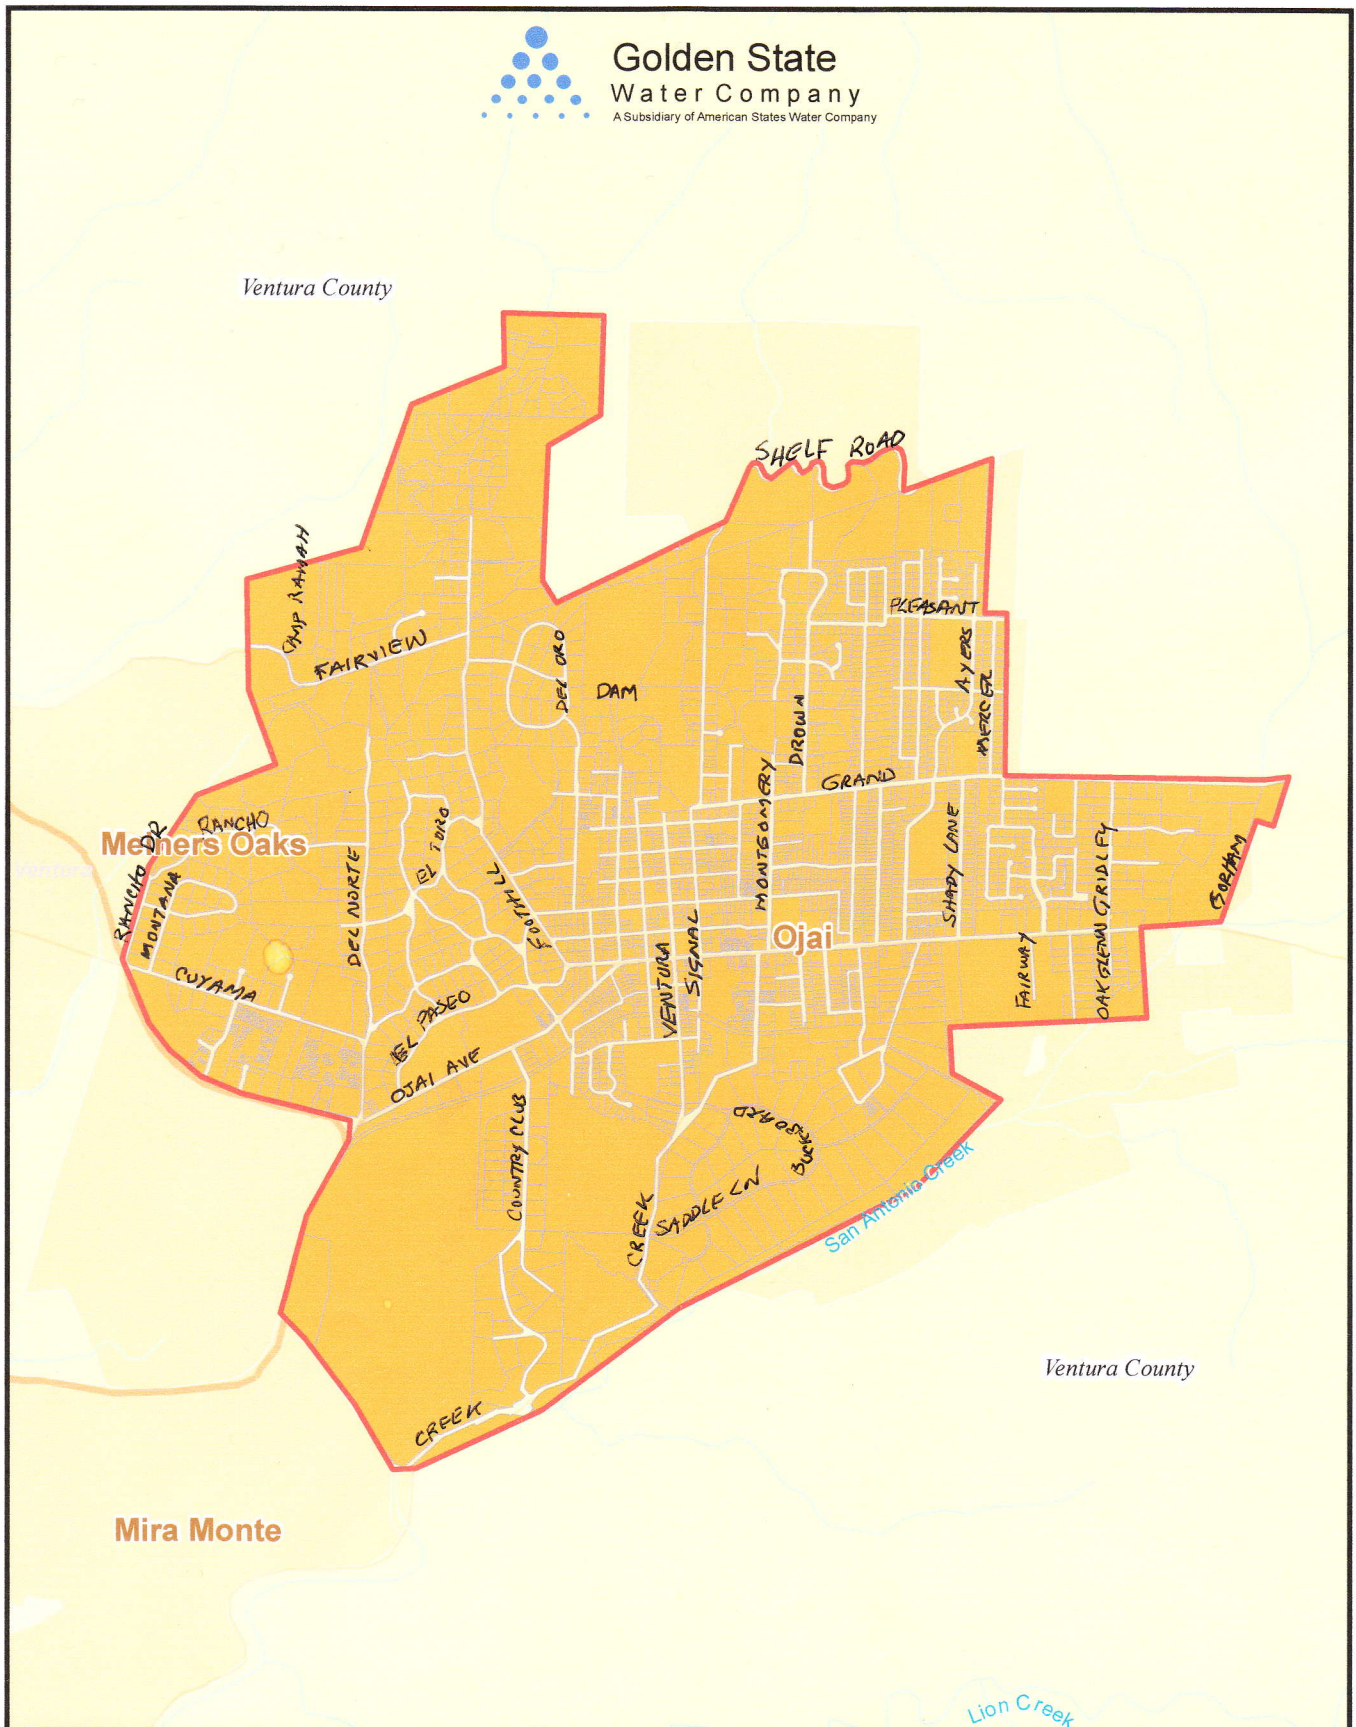 Golden State
Water Company
A Subsidiary of American States Water Company
Ventura County
SHELF ROAD
CAMP RAMAH
FAIRVIEW
DEL ORO
DAM
PLEASANT
AYERS
MERCER
DROWN
GRAND
MONTGOMERY
RANCHO
Meiners Oaks
RANCHO DR
MONTANA
EL TORO
FOOTHILL
DEL NORTE
SHADY LANE
GRIDLEY
GORHAM
Ventura
Ojai
CUYAMA
VENTURA
SIGNAL
FAIRWAY
OAK GLENN
EL PASEO
OJAI AVE
COUNTRY CLUB
BUCKBOARD
SADDLE LN
CREEK
San Antonio Creek
Ventura County
CREEK
Mira Monte
Lion Creek